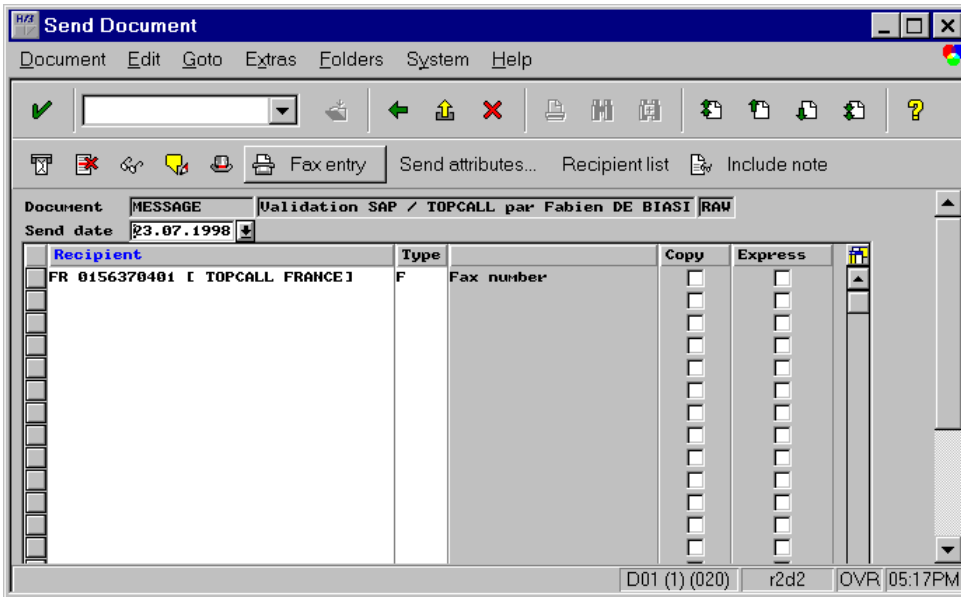 Send Document
Document Edit Goto Extras Folders System Help
Fax entry Send attributes... Recipient list Include note
Document MESSAGE Validation SAP / TOPCALL par Fabien DE BIASI RAW
Send date 23.07.1998
Recipient Type Copy Express
FR 0156370401 [ TOPCALL FRANCE] F Fax number
D01 (1) (020) r2d2 OVR 05:17PM